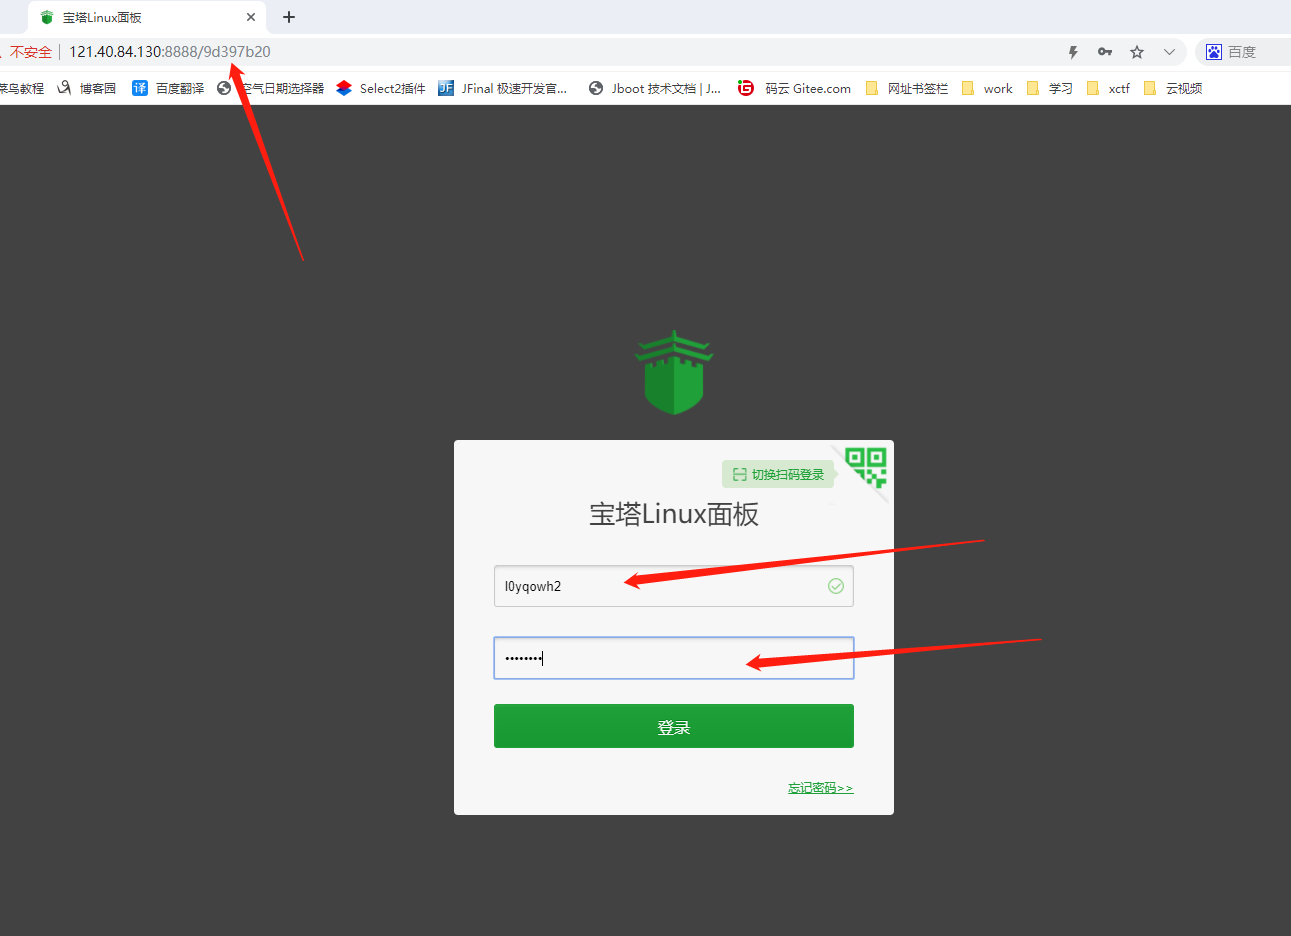 宝塔Linux面板
不安全 121.40.84.130:8888/9d397b20 百度
菜鸟教程 博客园 译 百度翻译 空气日期选择器 Select2插件 JF JFinal 极速开发官... Jboot 技术文档 | J... G 码云 Gitee.com 网址书签栏 work 学习 xctf 云视频
切换扫码登录
宝塔Linux面板
l0yqowh2
••••••••
登录
忘记密码>>